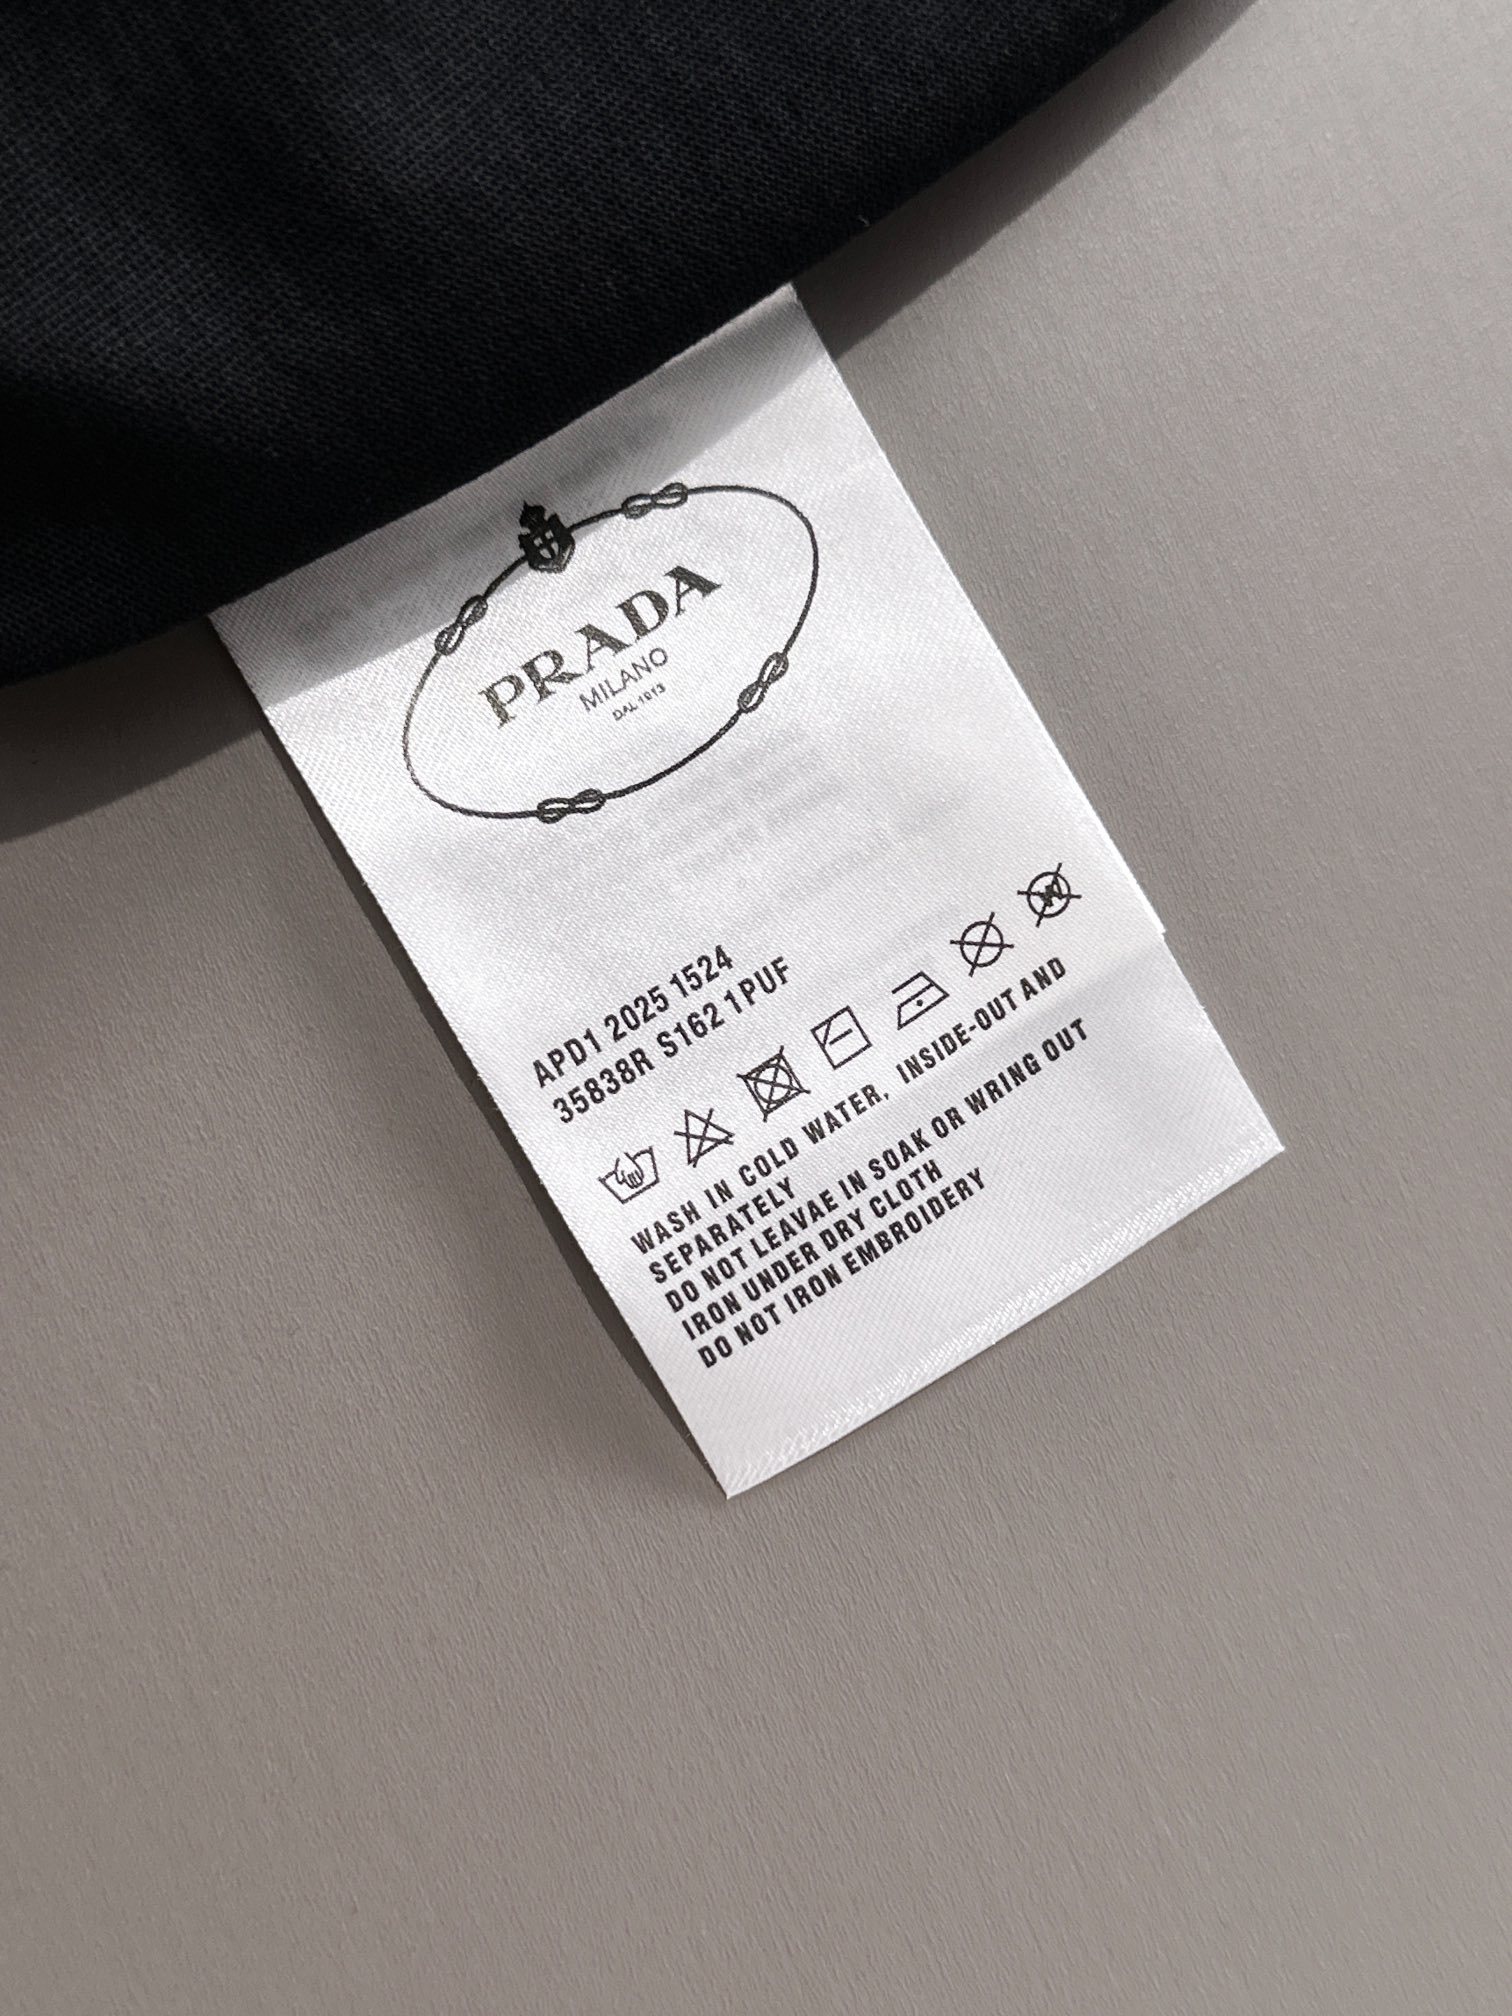 PRADA
MILANO
DAL 1913
APD1 2025 1524
35838R S162 1PUF
WASH IN COLD WATER, INSIDE-OUT AND
SEPARATELY
DO NOT LEAVAE IN SOAK OR WRING OUT
IRON UNDER DRY CLOTH
DO NOT IRON EMBROIDERY